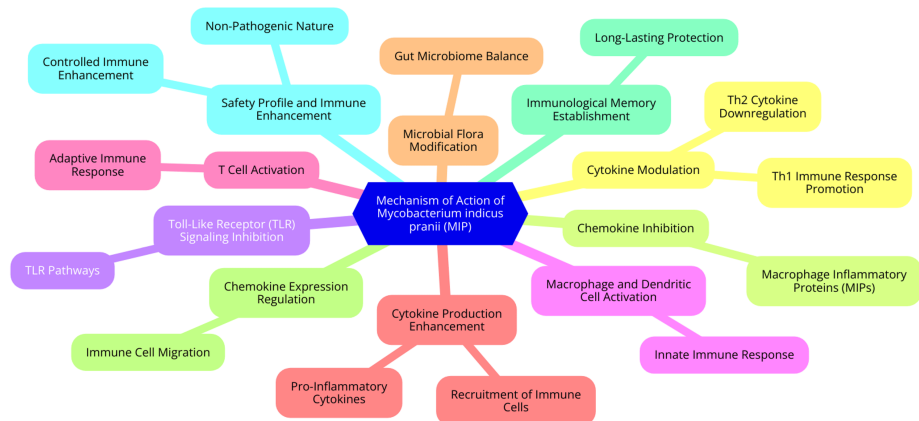 Non-Pathogenic Nature
Controlled Immune
Enhancement
Safety Profile and Immune
Enhancement
Gut Microbiome Balance
Microbial Flora
Modification
Long-Lasting Protection
Immunological Memory
Establishment
Th2 Cytokine
Downregulation
Cytokine Modulation
Th1 Immune Response
Promotion
Adaptive Immune
Response
T Cell Activation
Mechanism of Action of
Mycobacterium indicus
pranii (MIP)
Toll-Like Receptor (TLR)
Signaling Inhibition
TLR Pathways
Chemokine Inhibition
Macrophage Inflammatory
Proteins (MIPs)
Chemokine Expression
Regulation
Immune Cell Migration
Macrophage and Dendritic
Cell Activation
Innate Immune Response
Cytokine Production
Enhancement
Pro-Inflammatory
Cytokines
Recruitment of Immune
Cells